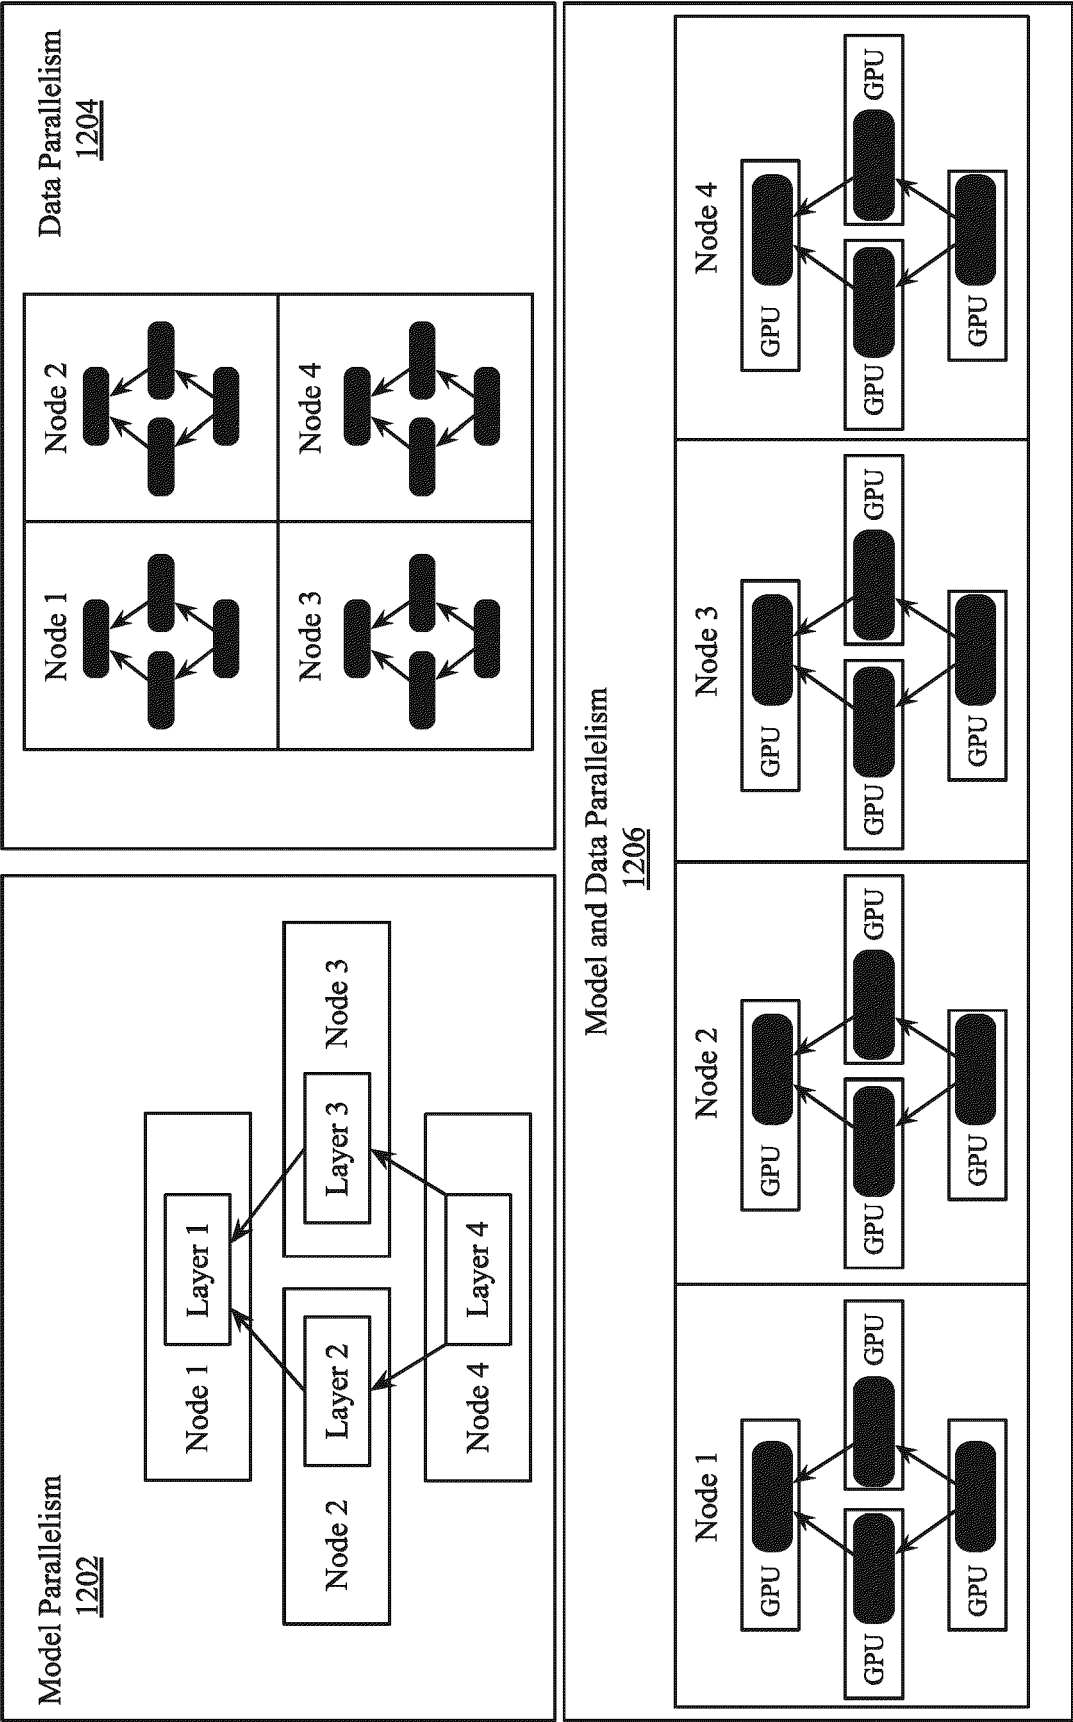 Model Parallelism
1202
Node 1
Layer 1
Node 2
Layer 2
Layer 3
Node 3
Node 4
Layer 4
Data Parallelism
1204
Node 1
Node 2
Node 3
Node 4
Model and Data Parallelism
1206
Node 1
GPU
GPU
GPU
GPU
Node 2
GPU
GPU
GPU
GPU
Node 3
GPU
GPU
GPU
GPU
Node 4
GPU
GPU
GPU
GPU